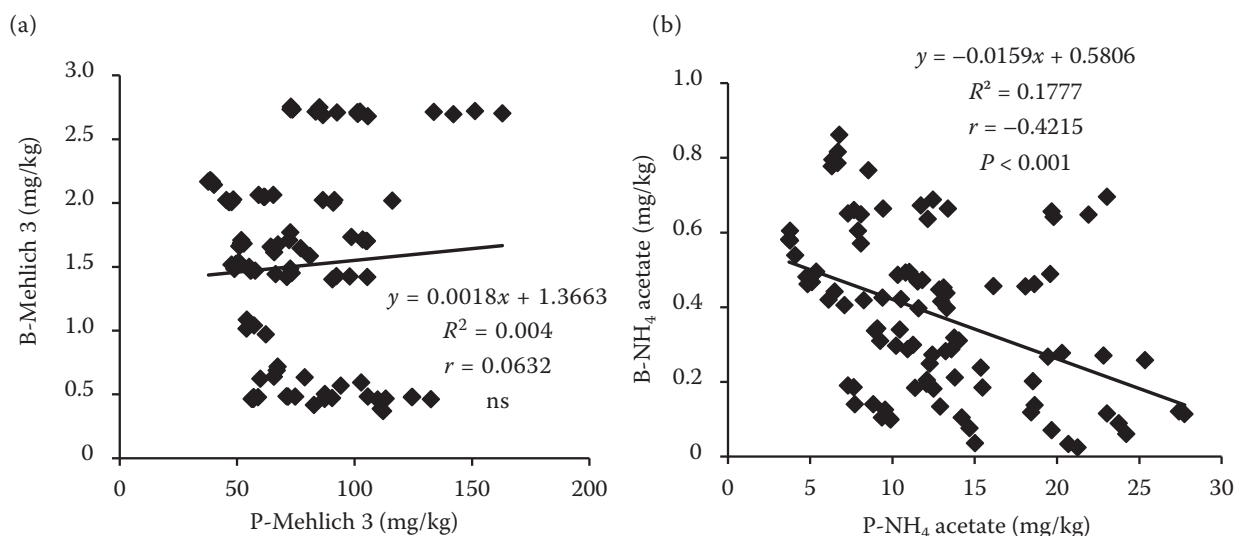 (a)
3.0
2.5
2.0
1.5
1.0
0.5
0
B-Mehlich 3 (mg/kg)
y = 0.0018x + 1.3663
R² = 0.004
r = 0.0632
ns
0 50 100 150 200
P-Mehlich 3 (mg/kg)
(b)
y = –0.0159x + 0.5806
R² = 0.1777
r = –0.4215
P < 0.001
1.0
0.8
0.6
0.4
0.2
0
B-NH₄ acetate (mg/kg)
0 5 10 15 20 25 30
P-NH₄ acetate (mg/kg)